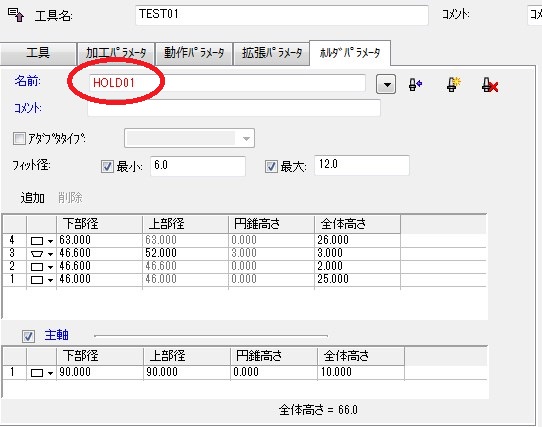 工具名: TEST01 コメント: コメ
工具 加工ﾊﾟﾗﾒｰﾀ 動作ﾊﾟﾗﾒｰﾀ 拡張ﾊﾟﾗﾒｰﾀ ﾎﾙﾀﾞﾊﾟﾗﾒｰﾀ
名前: HOLD01
ｺﾒﾝﾄ:
ｱﾀﾞﾌﾟﾀﾀｲﾌﾟ:
フィット径: 最小: 6.0 最大: 12.0
追加 削除
下部径 上部径 円錐高さ 全体高さ
4 63.000 63.000 0.000 26.000
3 46.600 52.000 3.000 3.000
2 46.600 46.600 0.000 2.000
1 46.000 46.000 0.000 25.000
主軸
下部径 上部径 円錐高さ 全体高さ
1 90.000 90.000 0.000 10.000
全体高さ = 66.0